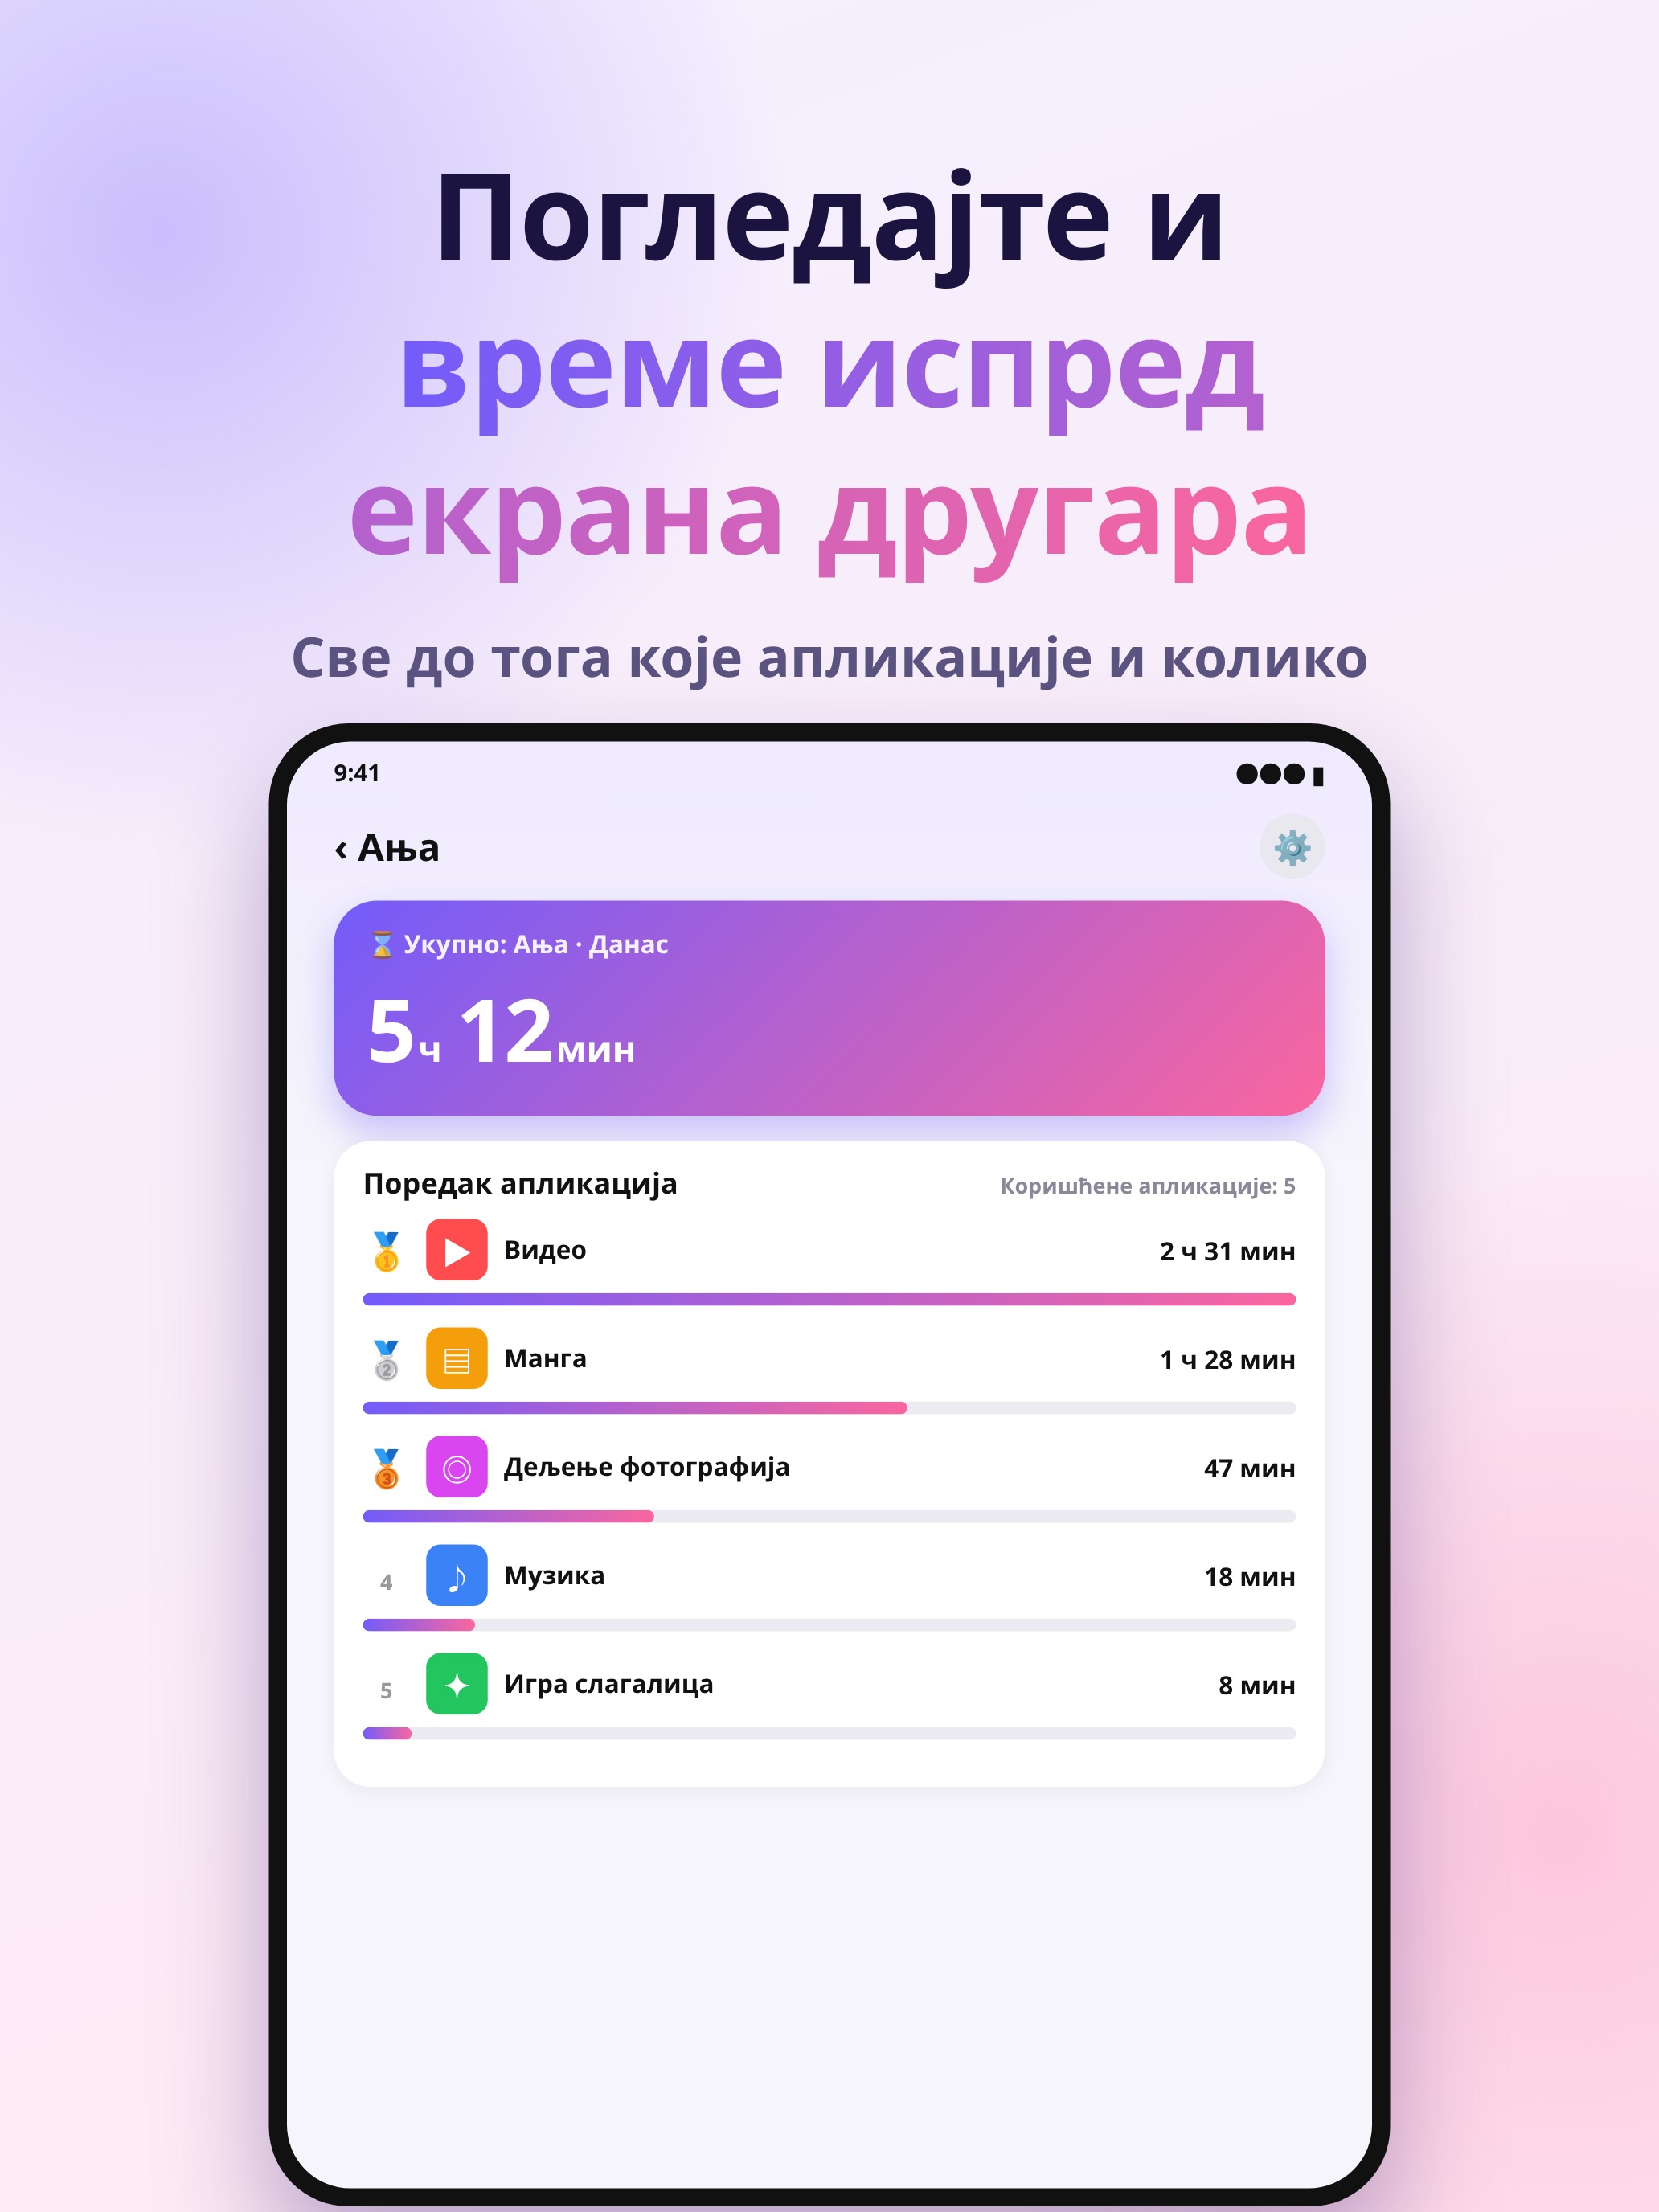 Погледајте и
време испред
екрана другара
Све до тога које апликације и колико
9:41
‹ Ања
⌛ Укупно: Ања · Данас
5ч 12мин
Поредак апликација
Коришћене апликације: 5
Видео
2 ч 31 мин
Манга
1 ч 28 мин
Дељење фотографија
47 мин
4
Музика
18 мин
5
Игра слагалица
8 мин